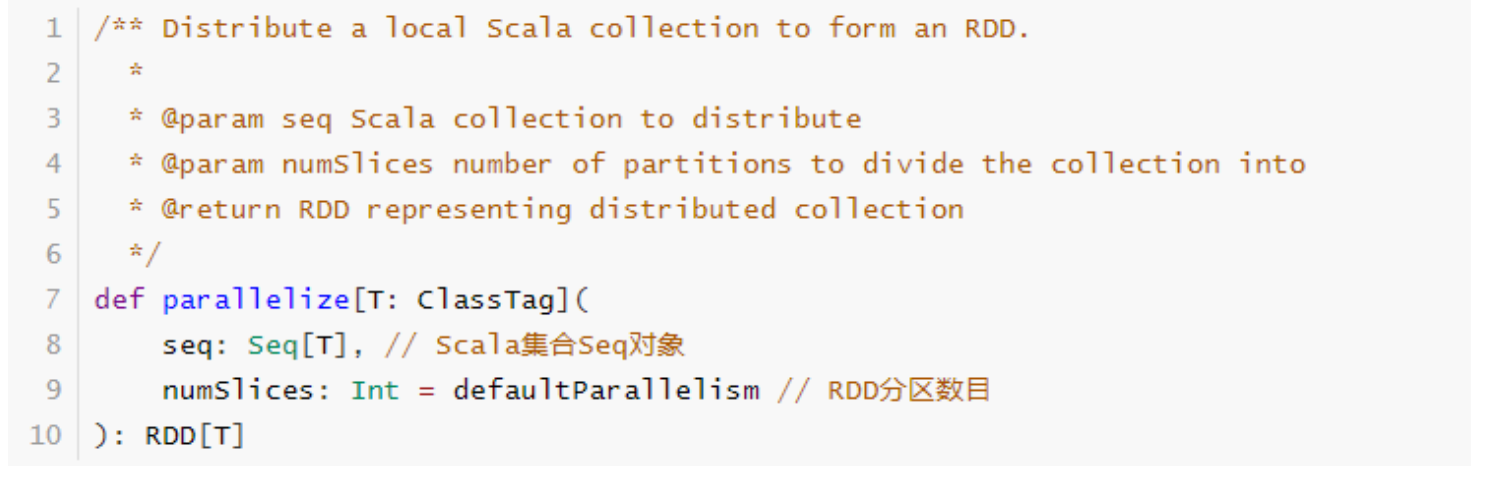 1 /** Distribute a local Scala collection to form an RDD.
2   *
3   * @param seq Scala collection to distribute
4   * @param numSlices number of partitions to divide the collection into
5   * @return RDD representing distributed collection
6   */
7 def parallelize[T: ClassTag](
8     seq: Seq[T], // Scala集合Seq对象
9     numSlices: Int = defaultParallelism // RDD分区数目
10 ): RDD[T]